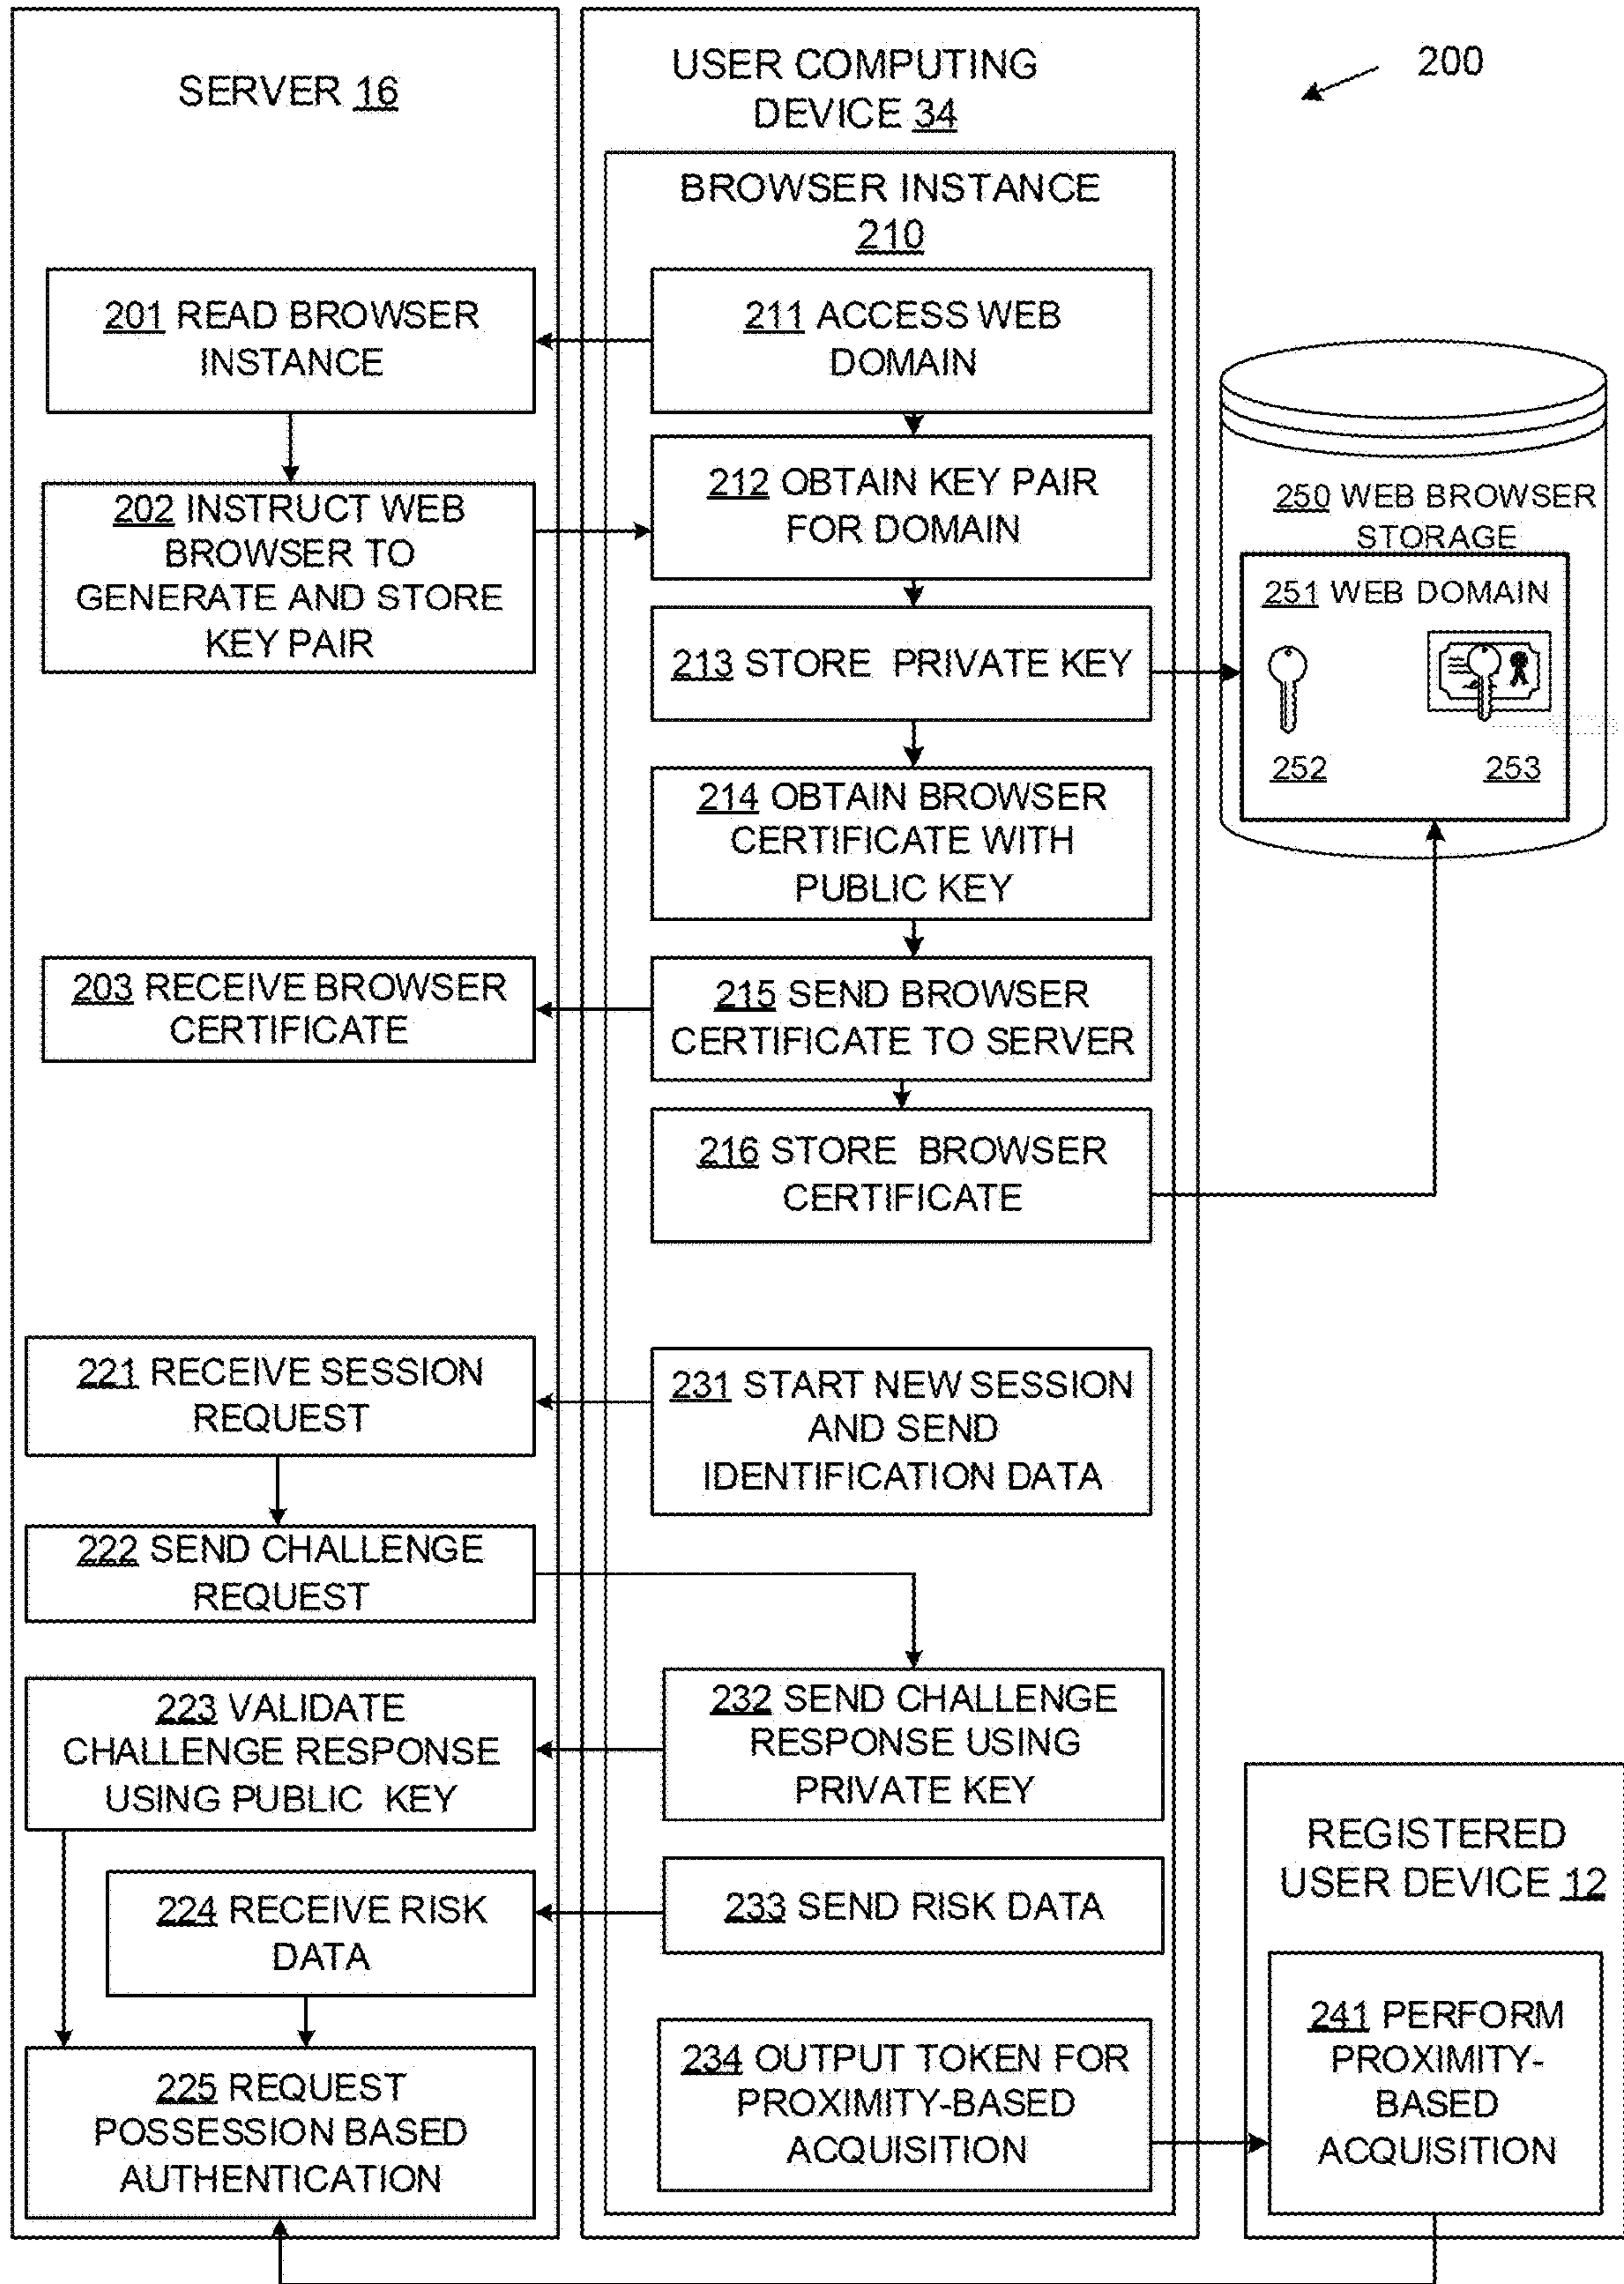 SERVER 16
USER COMPUTING
DEVICE 34
200
BROWSER INSTANCE
210
201 READ BROWSER
INSTANCE
211 ACCESS WEB
DOMAIN
202 INSTRUCT WEB
BROWSER TO
GENERATE AND STORE
KEY PAIR
212 OBTAIN KEY PAIR
FOR DOMAIN
250 WEB BROWSER
STORAGE
251 WEB DOMAIN
252
253
213 STORE PRIVATE KEY
214 OBTAIN BROWSER
CERTIFICATE WITH
PUBLIC KEY
203 RECEIVE BROWSER
CERTIFICATE
215 SEND BROWSER
CERTIFICATE TO SERVER
216 STORE BROWSER
CERTIFICATE
221 RECEIVE SESSION
REQUEST
231 START NEW SESSION
AND SEND
IDENTIFICATION DATA
222 SEND CHALLENGE
REQUEST
223 VALIDATE
CHALLENGE RESPONSE
USING PUBLIC KEY
232 SEND CHALLENGE
RESPONSE USING
PRIVATE KEY
224 RECEIVE RISK
DATA
233 SEND RISK DATA
REGISTERED
USER DEVICE 12
225 REQUEST
POSSESSION BASED
AUTHENTICATION
234 OUTPUT TOKEN FOR
PROXIMITY-BASED
ACQUISITION
241 PERFORM
PROXIMITY-
BASED
ACQUISITION